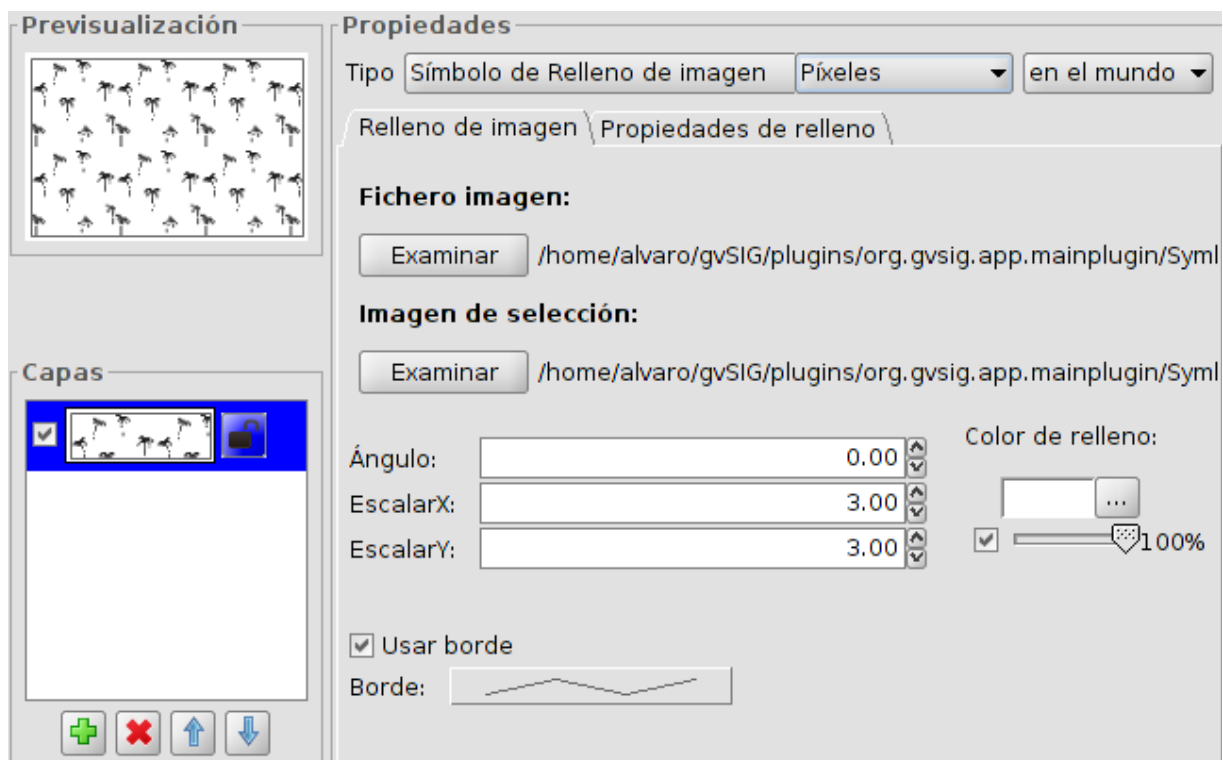 Previsualización
Propiedades
Tipo Símbolo de Relleno de imagen Píxeles en el mundo
Relleno de imagen Propiedades de relleno
Fichero imagen:
Examinar /home/alvaro/gvSIG/plugins/org.gvsig.app.mainplugin/Syml
Imagen de selección:
Examinar /home/alvaro/gvSIG/plugins/org.gvsig.app.mainplugin/Syml
Capas
Color de relleno:
Ángulo: 0.00
EscalarX: 3.00
...
EscalarY: 3.00
100%
Usar borde
Borde: